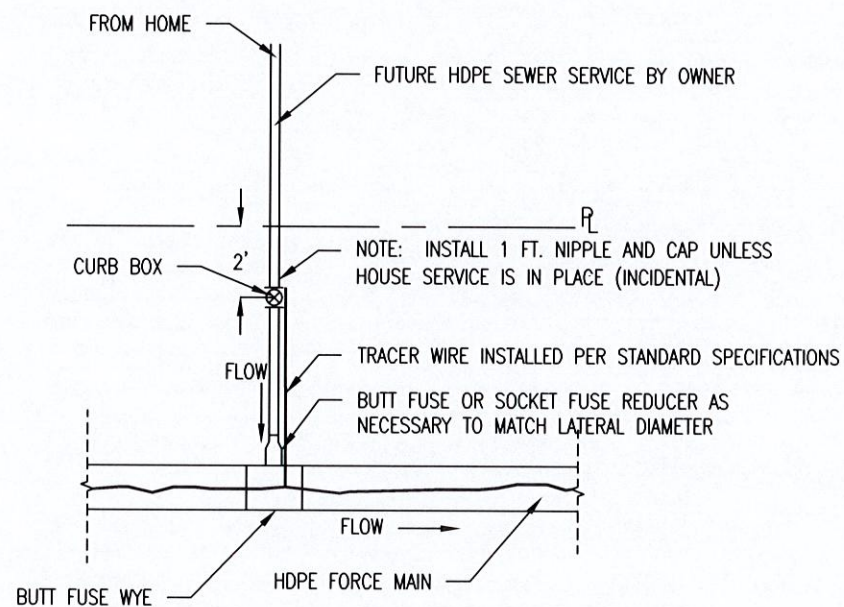 FROM HOME
FUTURE HDPE SEWER SERVICE BY OWNER
PL
NOTE: INSTALL 1 FT. NIPPLE AND CAP UNLESS
HOUSE SERVICE IS IN PLACE (INCIDENTAL)
CURB BOX
2'
TRACER WIRE INSTALLED PER STANDARD SPECIFICATIONS
FLOW
BUTT FUSE OR SOCKET FUSE REDUCER AS
NECESSARY TO MATCH LATERAL DIAMETER
FLOW
HDPE FORCE MAIN
BUTT FUSE WYE